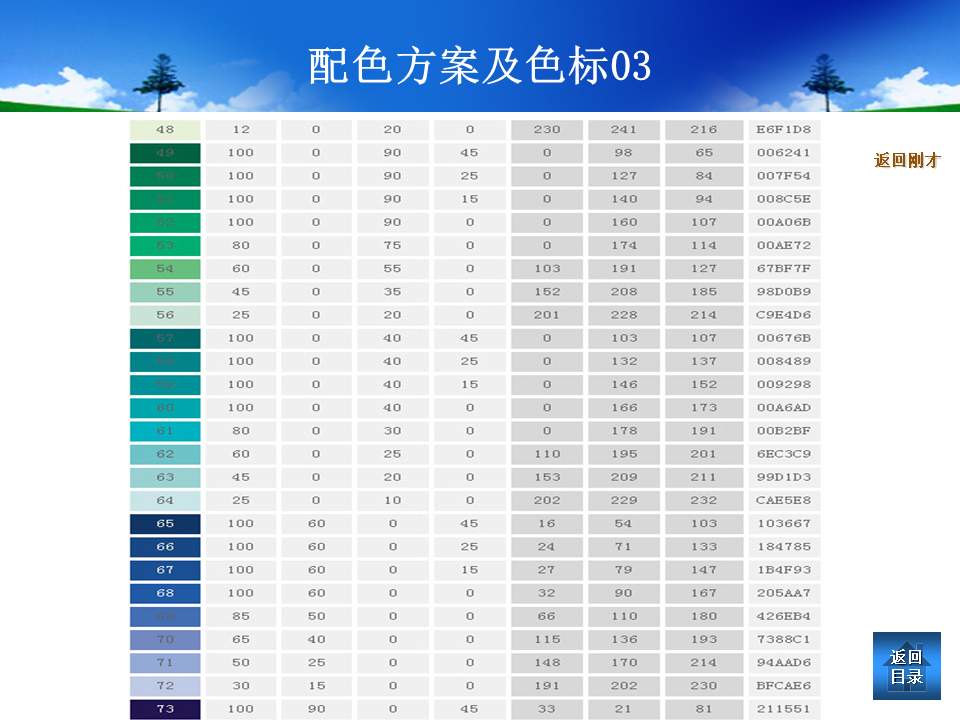 配色方案及色标03
48 12 0 20 0 230 241 216 E6F1D8
49 100 0 90 45 0 98 65 006241
返回刚才
50 100 0 90 25 0 127 84 007F54
51 100 0 90 15 0 140 94 008C5E
52 100 0 90 0 0 160 107 00A06B
53 80 0 75 0 0 174 114 00AE72
54 60 0 55 0 103 191 127 67BF7F
55 45 0 35 0 152 208 185 98D0B9
56 25 0 20 0 201 228 214 C9E4D6
57 100 0 40 45 0 103 107 00676B
58 100 0 40 25 0 132 137 008489
59 100 0 40 15 0 146 152 009298
60 100 0 40 0 0 166 173 00A6AD
61 80 0 30 0 0 178 191 00B2BF
62 60 0 25 0 110 195 201 6EC3C9
63 45 0 20 0 153 209 211 99D1D3
64 25 0 10 0 202 229 232 CAE5E8
65 100 60 0 45 16 54 103 103667
66 100 60 0 25 24 71 133 184785
67 100 60 0 15 27 79 147 1B4F93
68 100 60 0 0 32 90 167 205AA7
69 85 50 0 0 66 110 180 426EB4
70 65 40 0 0 115 136 193 7388C1
71 50 25 0 0 148 170 214 94AAD6
72 30 15 0 0 191 202 230 BFCAE6
73 100 90 0 45 33 21 81 211551
返回
目录